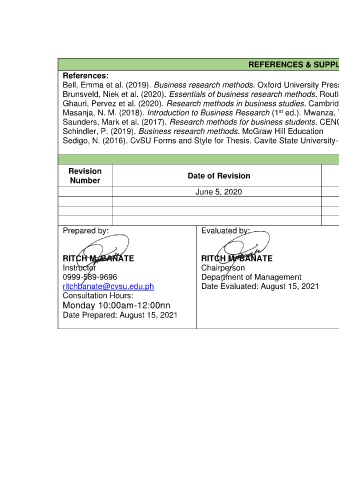 REFERENCES & SUPPL
References:
Bell, Emma et al. (2019). Business research methods. Oxford University Press
Brunsveld, Niek et al. (2020). Essentials of business research methods. Routl
Ghauri, Pervez et al. (2020). Research methods in business studies. Cambrid
Masanja, N. M. (2018). Introduction to Business Research (1st ed.). Mwanza,
Saunders, Mark et al. (2017). Research methods for business students. CENG
Schindler, P. (2019). Business research methods. McGraw Hill Education
Sedigo, N. (2016). CvSU Forms and Style for Thesis. Cavite State University-
Revision Number
Date of Revision
June 5, 2020
Prepared by:
RITCH M. BANATE
Instructor
0999-589-9696
ritchbanate@cvsu.edu.ph
Consultation Hours:
Monday 10:00am-12:00nn
Date Prepared: August 15, 2021
Evaluated by:
RITCH M. BANATE
Chairperson
Department of Management
Date Evaluated: August 15, 2021